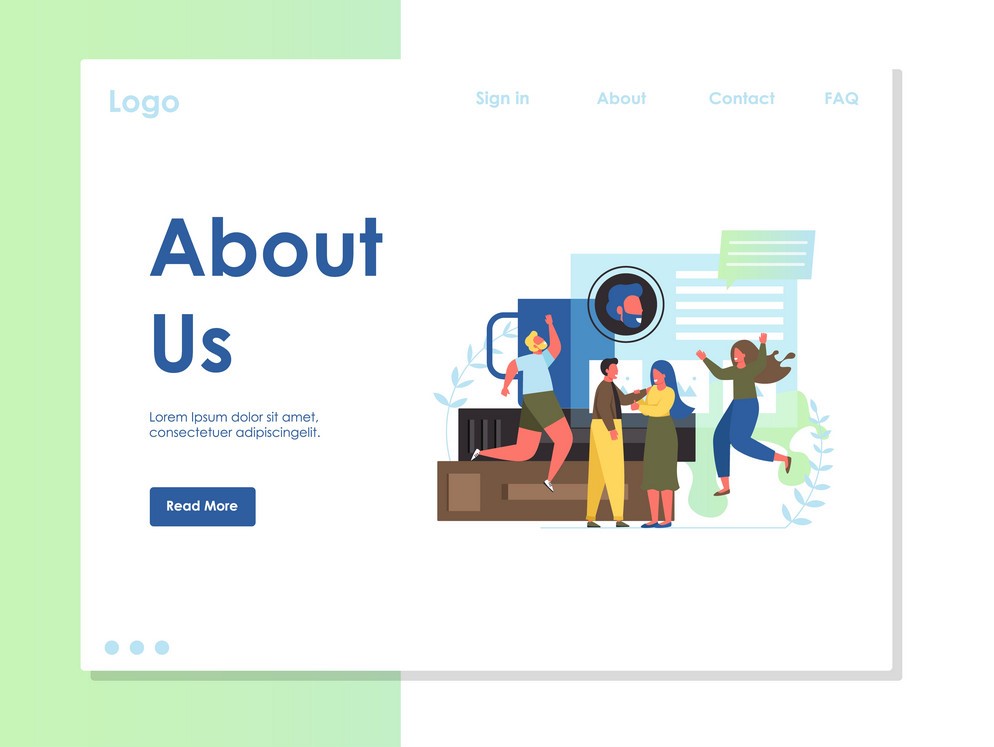 Logo
Sign in
About
Contact
FAQ
About
Us
Lorem Ipsum dolor sit amet,
consectetuer adipiscingelit.
Read More